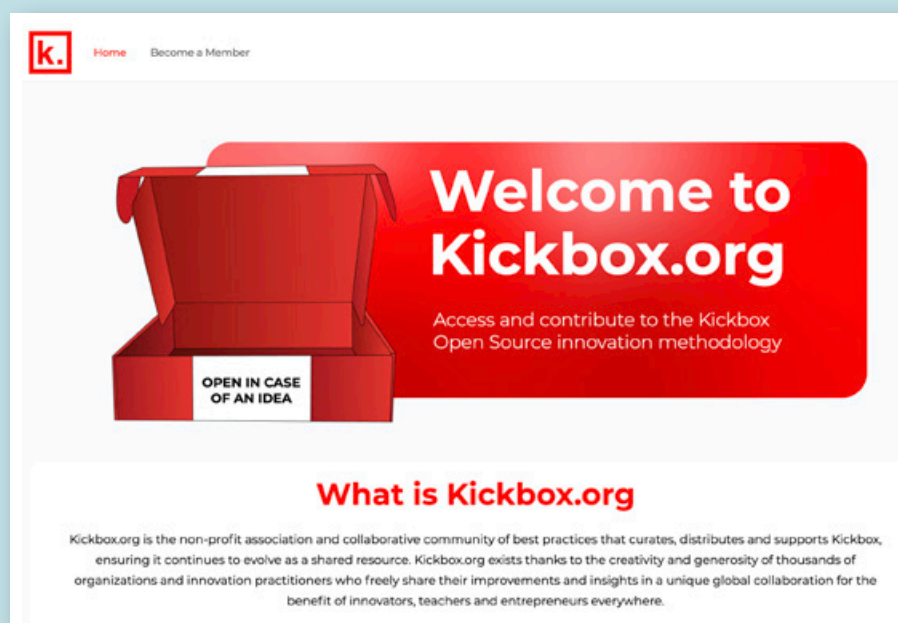 k.
Home Become a Member
Welcome to
Kickbox.org
Access and contribute to the Kickbox
Open Source innovation methodology
OPEN IN CASE
OF AN IDEA
What is Kickbox.org
Kickbox.org is the non-profit association and collaborative community of best practices that curates, distributes and supports Kickbox,
ensuring it continues to evolve as a shared resource. Kickbox.org exists thanks to the creativity and generosity of thousands of
organizations and innovation practitioners who freely share their improvements and insights in a unique global collaboration for the
benefit of innovators, teachers and entrepreneurs everywhere.